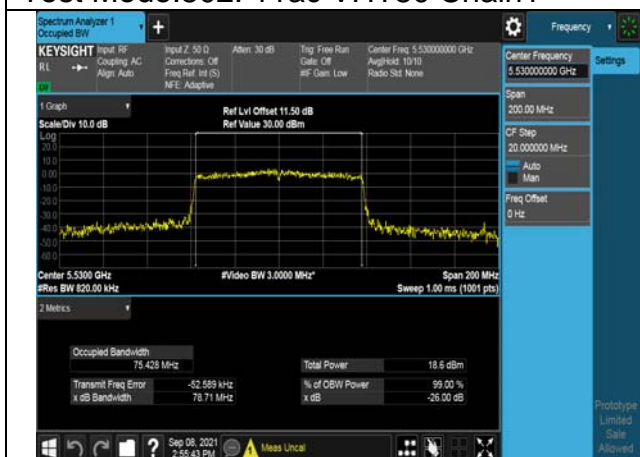 Spectrum Analyzer 1
Occupied BW
Frequency
KEYSIGHT Input: RF
RL
Coupling: AC
Align: Auto
Input Z: 50 Ω
Corrections: Off
Freq Ref: Int (S)
NFE: Adaptive
Atten: 30 dB
Trig: Free Run
Gate: Off
#IF Gain: Low
Center Freq: 5.530000000 GHz
Avg|Hold: 10/10
Radio Std: None
Center Frequency
5.530000000 GHz
Settings
Span
200.00 MHz
CF Step
20.000000 MHz
Auto
Man
Freq Offset
0 Hz
1 Graph
Scale/Div 10.0 dB
Ref Lvl Offset 11.50 dB
Ref Value 30.00 dBm
Log
20.0
10.0
0.00
-10.0
-20.0
-30.0
-40.0
-50.0
-60.0
Center 5.5300 GHz
#Res BW 820.00 kHz
#Video BW 3.0000 MHz*
Span 200 MHz
Sweep 1.00 ms (1001 pts)
2 Metrics
Occupied Bandwidth
75.428 MHz
Total Power 18.6 dBm
Transmit Freq Error -52.589 kHz
% of OBW Power 99.00 %
x dB Bandwidth 78.71 MHz
x dB -26.00 dB
Prototype
Limited
Sale
Allowed
Sep 08, 2021
2:55:43 PM
Meas Uncal